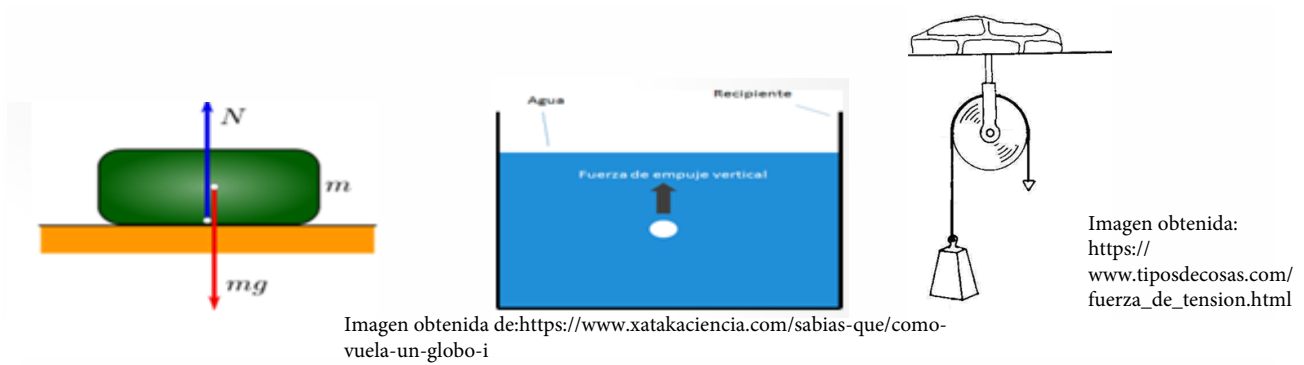 N
m
mg
Agua
Recipiente
Fuerza de empuje vertical
Imagen obtenida de:https://www.xatakaciencia.com/sabias-que/como-
vuela-un-globo-i
Imagen obtenida:
https://
www.tiposdecosas.com/
fuerza_de_tension.html